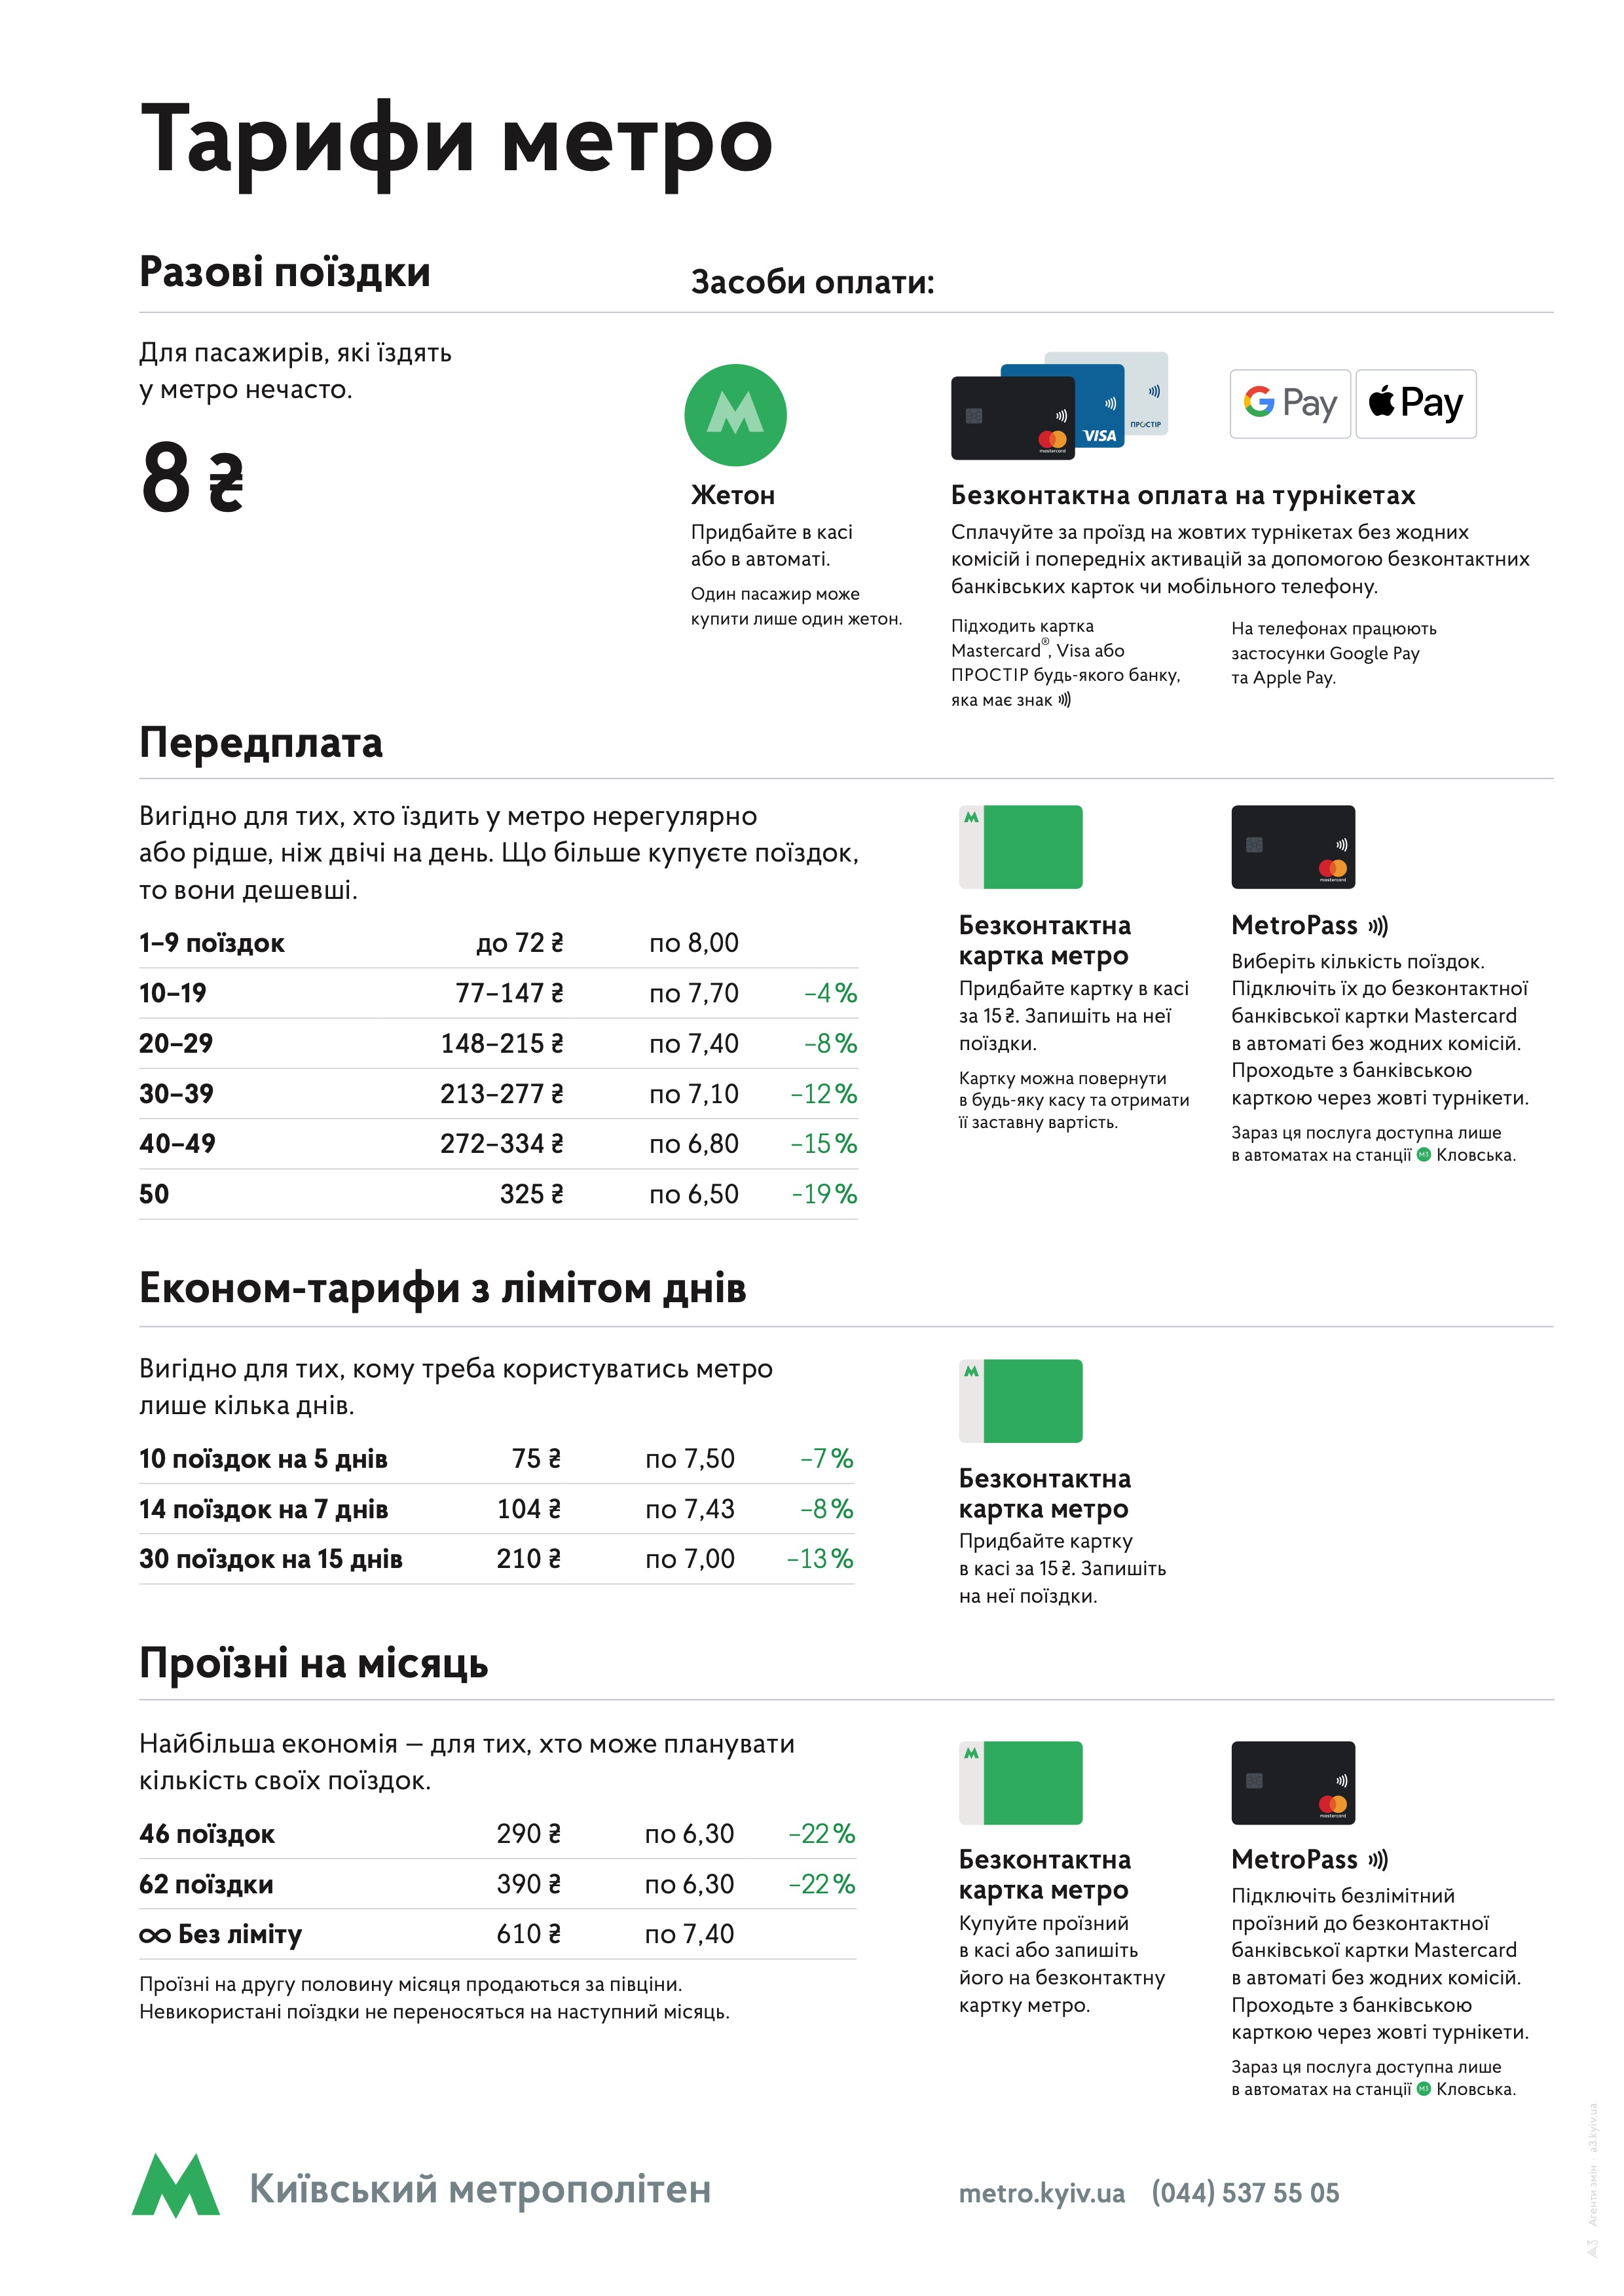 Тарифи метро
Разові поїздки
Засоби оплати:
Для пасажирів, які їздять
у метро нечасто.
8 ₴
Жетон
Придбайте в касі
або в автоматі.
Один пасажир може
купити лише один жетон.
mastercard
VISA
ПРОСТІР
G Pay
Pay
Безконтактна оплата на турнікетах
Сплачуйте за проїзд на жовтих турнікетах без жодних
комісій і попередніх активацій за допомогою безконтактних
банківських карток чи мобільного телефону.
Підходить картка
Mastercard®, Visa або
ПРОСТІР будь-якого банку,
яка має знак
На телефонах працюють
застосунки Google Pay
та Apple Pay.
Передплата
Вигідно для тих, хто їздить у метро нерегулярно
або рідше, ніж двічі на день. Що більше купуєте поїздок,
то вони дешевші.
1–9 поїздок до 72 ₴ по 8,00
10–19 77–147 ₴ по 7,70 –4 %
20–29 148–215 ₴ по 7,40 –8 %
30–39 213–277 ₴ по 7,10 –12 %
40–49 272–334 ₴ по 6,80 –15 %
50 325 ₴ по 6,50 –19 %
Безконтактна
картка метро
Придбайте картку в касі
за 15 ₴. Запишіть на неї
поїздки.
Картку можна повернути
в будь-яку касу та отримати
її заставну вартість.
mastercard
MetroPass
Виберіть кількість поїздок.
Підключіть їх до безконтактної
банківської картки Mastercard
в автоматі без жодних комісій.
Проходьте з банківською
карткою через жовті турнікети.
Зараз ця послуга доступна лише
в автоматах на станції М3 Кловська.
Економ-тарифи з лімітом днів
Вигідно для тих, кому треба користуватись метро
лише кілька днів.
10 поїздок на 5 днів 75 ₴ по 7,50 –7 %
14 поїздок на 7 днів 104 ₴ по 7,43 –8 %
30 поїздок на 15 днів 210 ₴ по 7,00 –13 %
Безконтактна
картка метро
Придбайте картку
в касі за 15 ₴. Запишіть
на неї поїздки.
Проїзні на місяць
Найбільша економія – для тих, хто може планувати
кількість своїх поїздок.
46 поїздок 290 ₴ по 6,30 –22 %
62 поїздки 390 ₴ по 6,30 –22 %
∞ Без ліміту 610 ₴ по 7,40
Проїзні на другу половину місяця продаються за півціни.
Невикористані поїздки не переносяться на наступний місяць.
Безконтактна
картка метро
Купуйте проїзний
в касі або запишіть
його на безконтактну
картку метро.
mastercard
MetroPass
Підключіть безлімітний
проїзний до безконтактної
банківської картки Mastercard
в автоматі без жодних комісій.
Проходьте з банківською
карткою через жовті турнікети.
Зараз ця послуга доступна лише
в автоматах на станції М3 Кловська.
Київський метрополітен
metro.kyiv.ua (044) 537 55 05
А3 Агенти змін a3.kyiv.ua